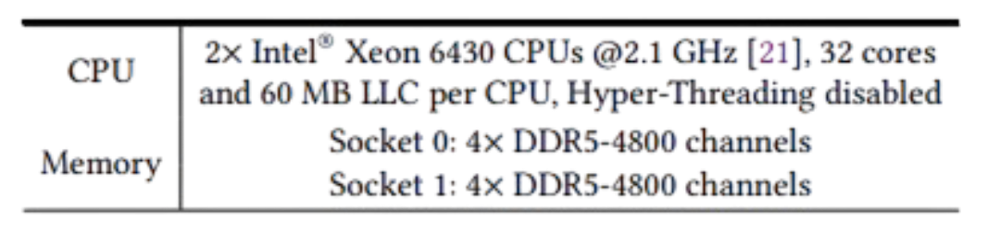 CPU
2× Intel® Xeon 6430 CPUs @2.1 GHz [21], 32 cores
and 60 MB LLC per CPU, Hyper-Threading disabled
Memory
Socket 0: 4× DDR5-4800 channels
Socket 1: 4× DDR5-4800 channels